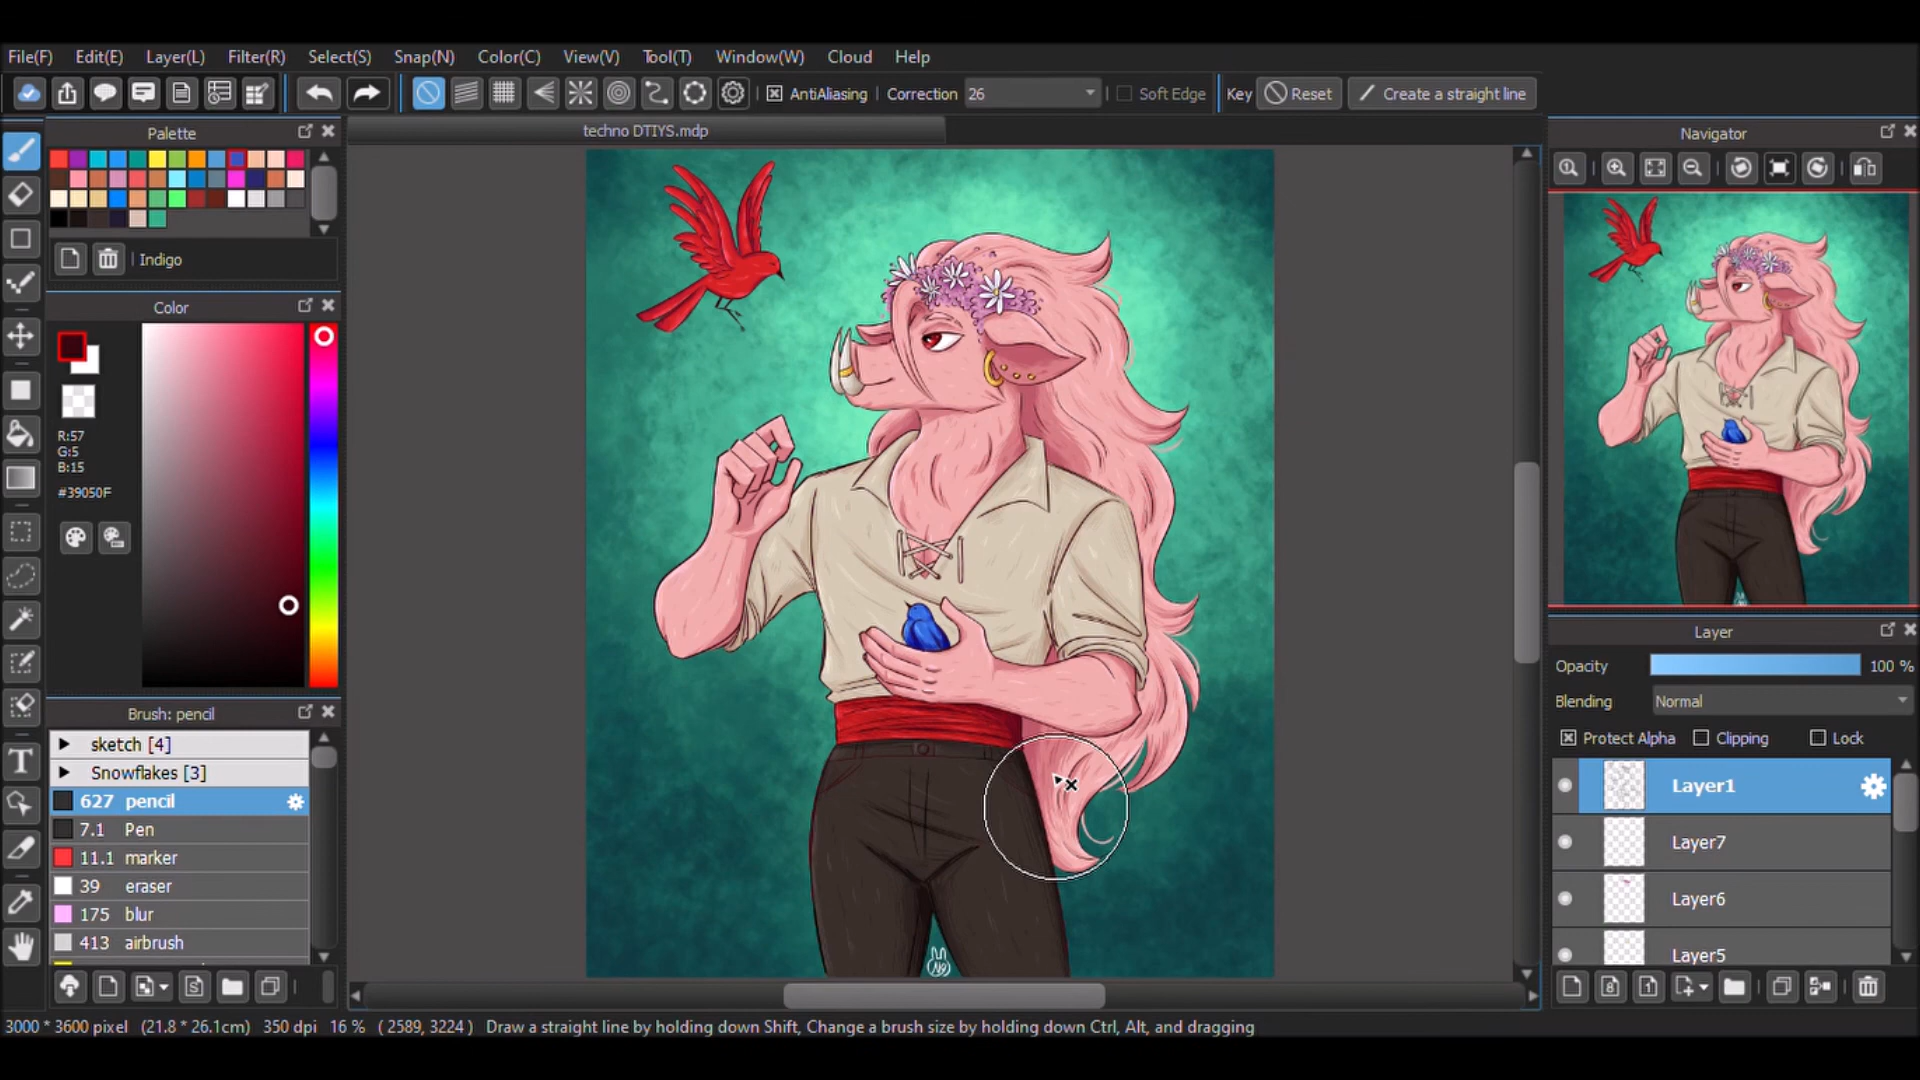 File(F) Edit(E) Layer(L) Filter(R) Select(S) Snap(N) Color(C) View(V) Tool(T) Window(W) Cloud Help
AntiAliasing Correction 26 Soft Edge Key Reset Create a straight line
Palette
techno DTIYS.mdp
Navigator
Indigo
Color
R:57
G:5
B:15
#39050F
Brush: pencil
sketch [4]
Snowflakes [3]
627 pencil
7.1 Pen
11.1 marker
39 eraser
175 blur
413 airbrush
Layer
Opacity 100 %
Blending Normal
Protect Alpha Clipping Lock
Layer1
Layer7
Layer6
Layer5
3000 * 3600 pixel (21.8 * 26.1cm) 350 dpi 16 % ( 2589, 3224 ) Draw a straight line by holding down Shift, Change a brush size by holding down Ctrl, Alt, and dragging